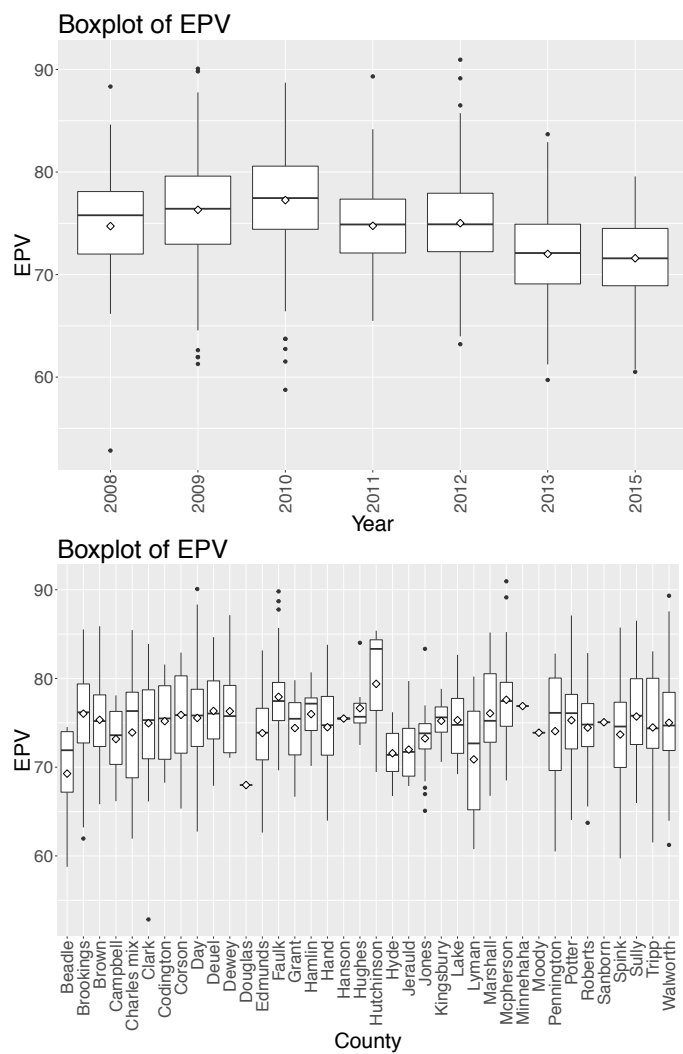 Boxplot of EPV
90
80
70
60
EPV
2008
2009
2010
2011
2012
2013
2015
Year
Boxplot of EPV
90
80
70
60
EPV
Beadle
Brookings
Brown
Campbell
Charles mix
Clark
Codington
Corson
Day
Deuel
Dewey
Douglas
Edmunds
Faulk
Grant
Hamlin
Hand
Hanson
Hughes
Hutchinson
Hyde
Jerauld
Jones
Kingsbury
Lake
Lyman
Marshall
Mcpherson
Minnehaha
Moody
Pennington
Potter
Roberts
Sanborn
Spink
Sully
Tripp
Walworth
County